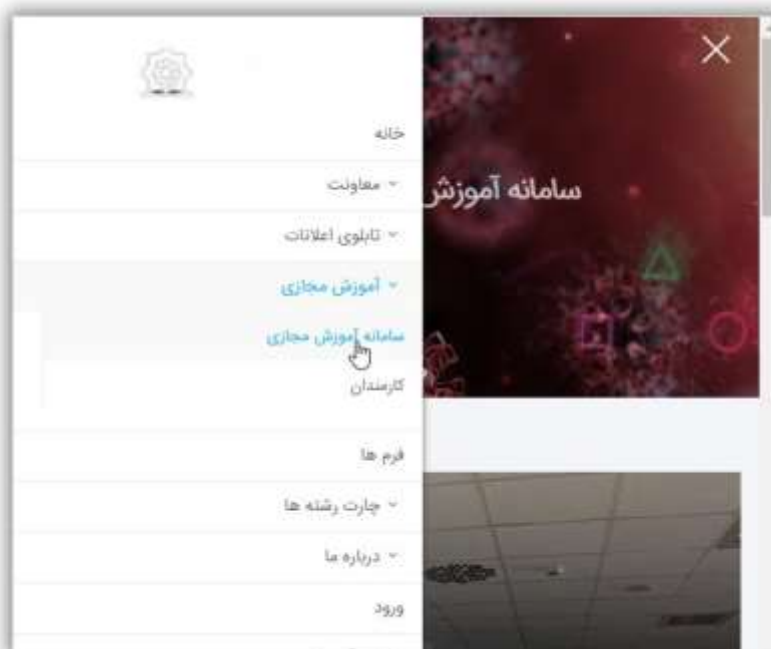 خانه
معاونت
تابلوی اعلانات
آموزش مجازی
سامانه آموزش مجازی
کارمندان
فرم ها
چارت رشته ها
درباره ما
ورود
سامانه آموزش